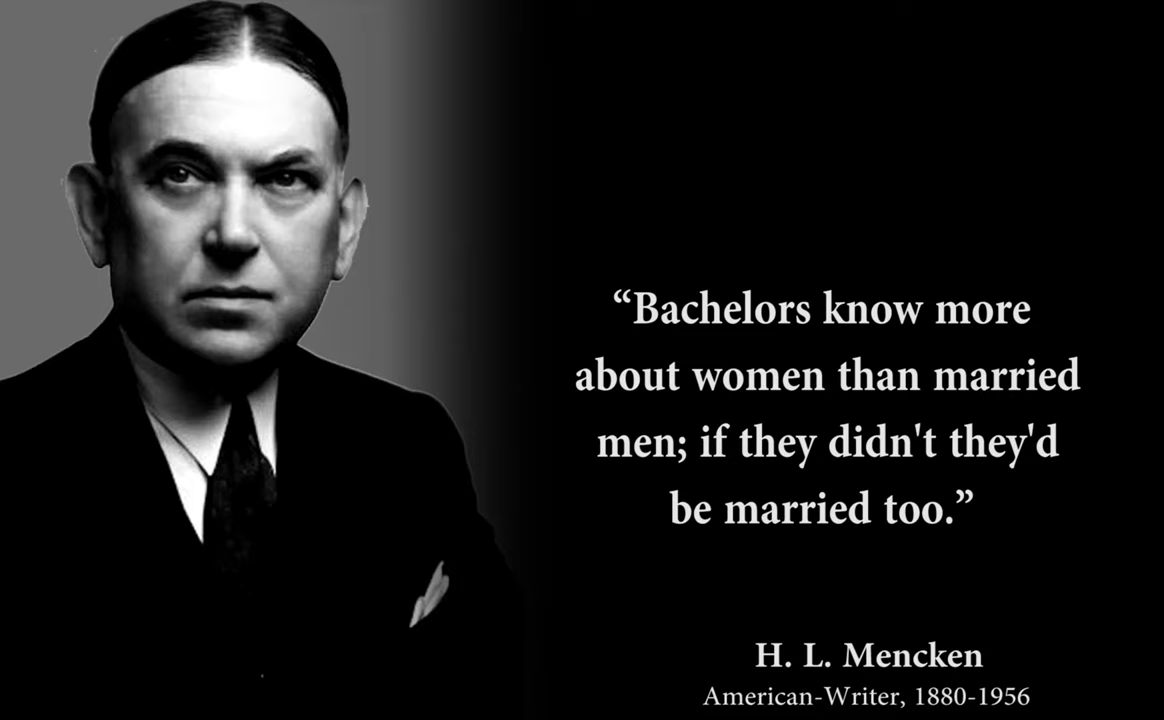 “Bachelors know more
about women than married
men; if they didn't they'd
be married too.”
H. L. Mencken
American-Writer, 1880-1956